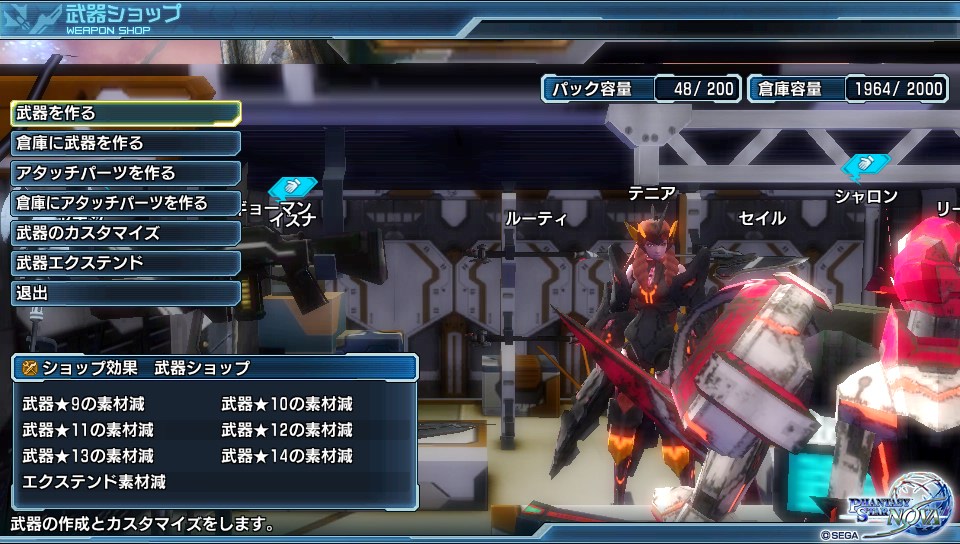 武器ショップ
WEAPON SHOP
パック容量 48/ 200
倉庫容量 1964/ 2000
武器を作る
倉庫に武器を作る
アタッチパーツを作る
倉庫にアタッチパーツを作る
武器のカスタマイズ
武器エクステンド
退出
ョーマン
イズナ
ルーティ
テニア
セイル
シャロン
リー
ショップ効果 武器ショップ
武器★9の素材減
武器★10の素材減
武器★11の素材減
武器★12の素材減
武器★13の素材減
武器★14の素材減
エクステンド素材減
武器の作成とカスタマイズをします。
PHANTASY STAR NOVA
©SEGA